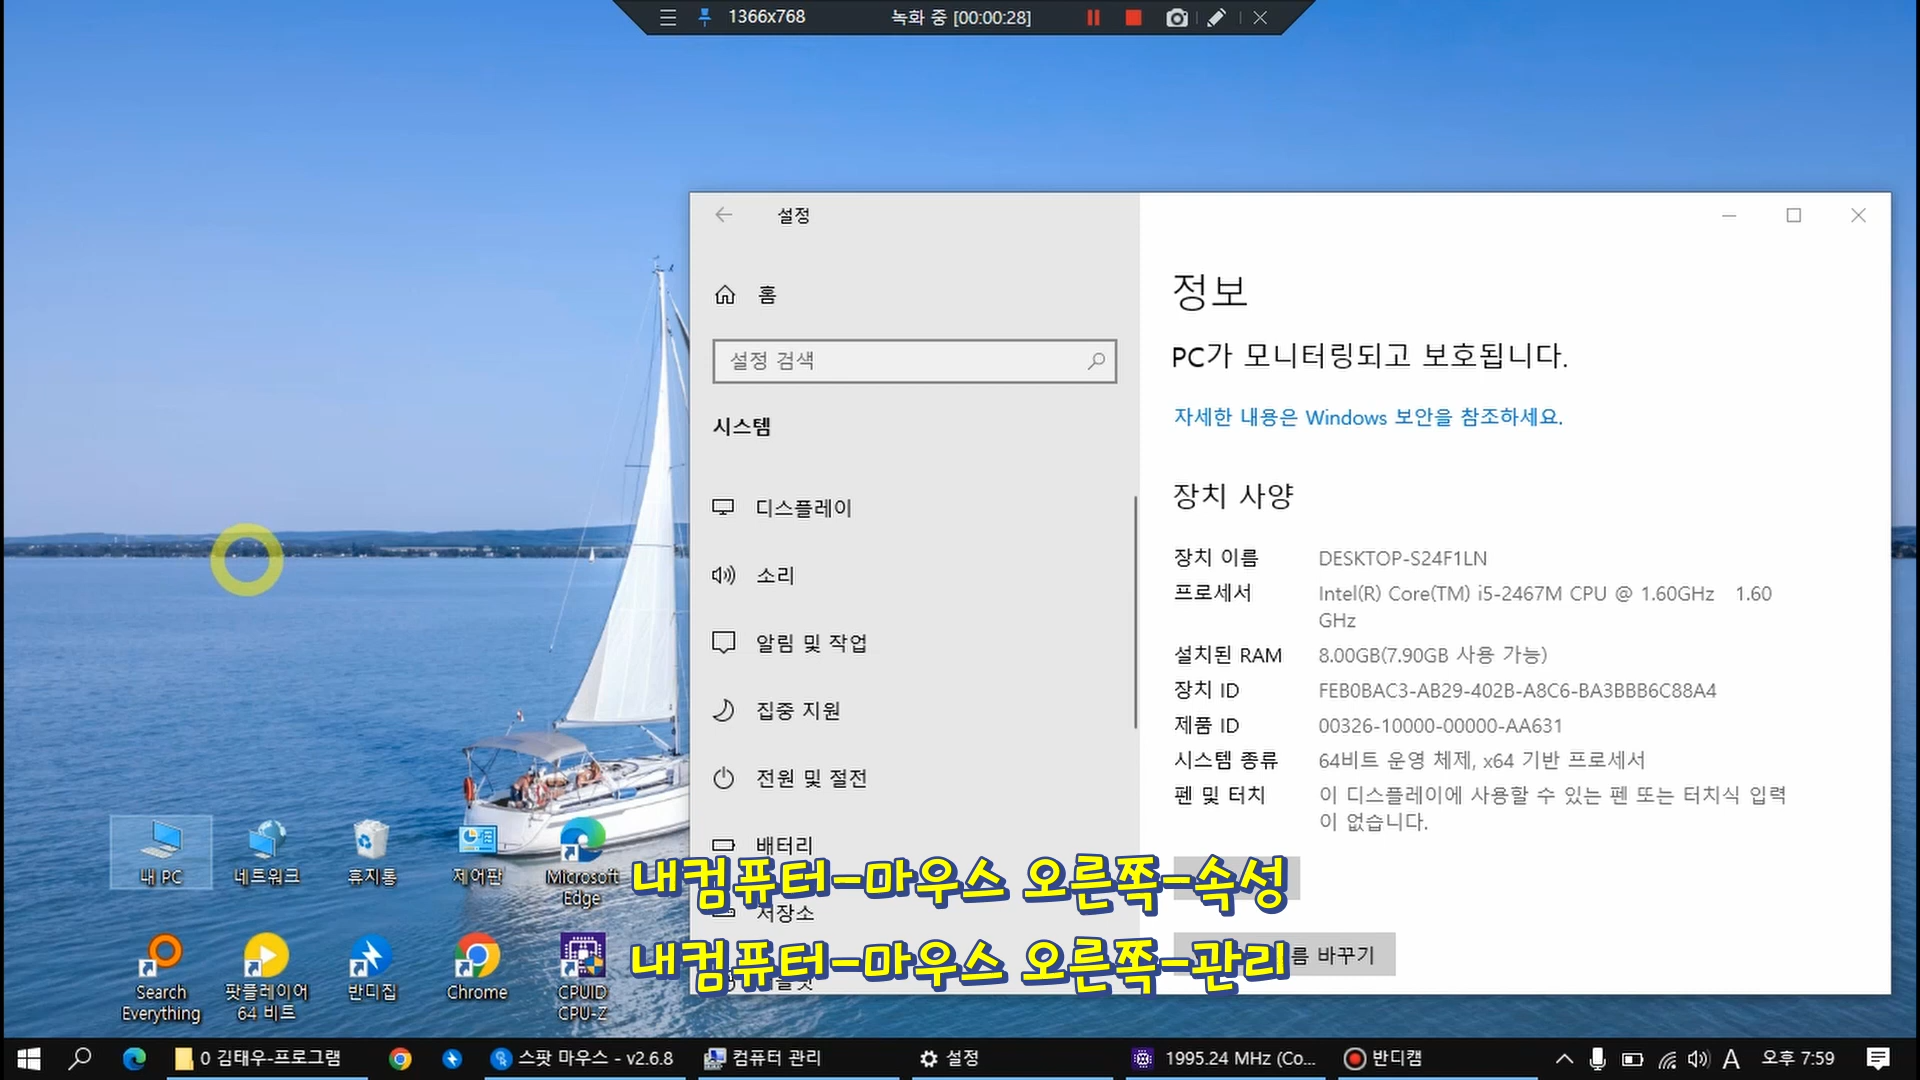 1366x768
녹화 중 [00:00:28]
설정
홈
설정 검색
시스템
디스플레이
소리
알림 및 작업
집중 지원
전원 및 절전
배터리
저장소
정보
PC가 모니터링되고 보호됩니다.
자세한 내용은 Windows 보안을 참조하세요.
장치 사양
장치 이름 DESKTOP-S24F1LN
프로세서 Intel(R) Core(TM) i5-2467M CPU @ 1.60GHz 1.60
GHz
설치된 RAM 8.00GB(7.90GB 사용 가능)
장치 ID FEB0BAC3-AB29-402B-A8C6-BA3BBB6C88A4
제품 ID 00326-10000-00000-AA631
시스템 종류 64비트 운영 체제, x64 기반 프로세서
펜 및 터치 이 디스플레이에 사용할 수 있는 펜 또는 터치식 입력
이 없습니다.
름 바꾸기
내컴퓨터-마우스 오른쪽-속성
내컴퓨터-마우스 오른쪽-관리
내 PC
네트워크
휴지통
제어판
Microsoft
Edge
Search
Everything
팟플레이어
64 비트
반디집
Chrome
CPUID
CPU-Z
0 김태우-프로그램
스팟 마우스 - v2.6.8
컴퓨터 관리
설정
1995.24 MHz (Co...
반디캠
A
오후 7:59